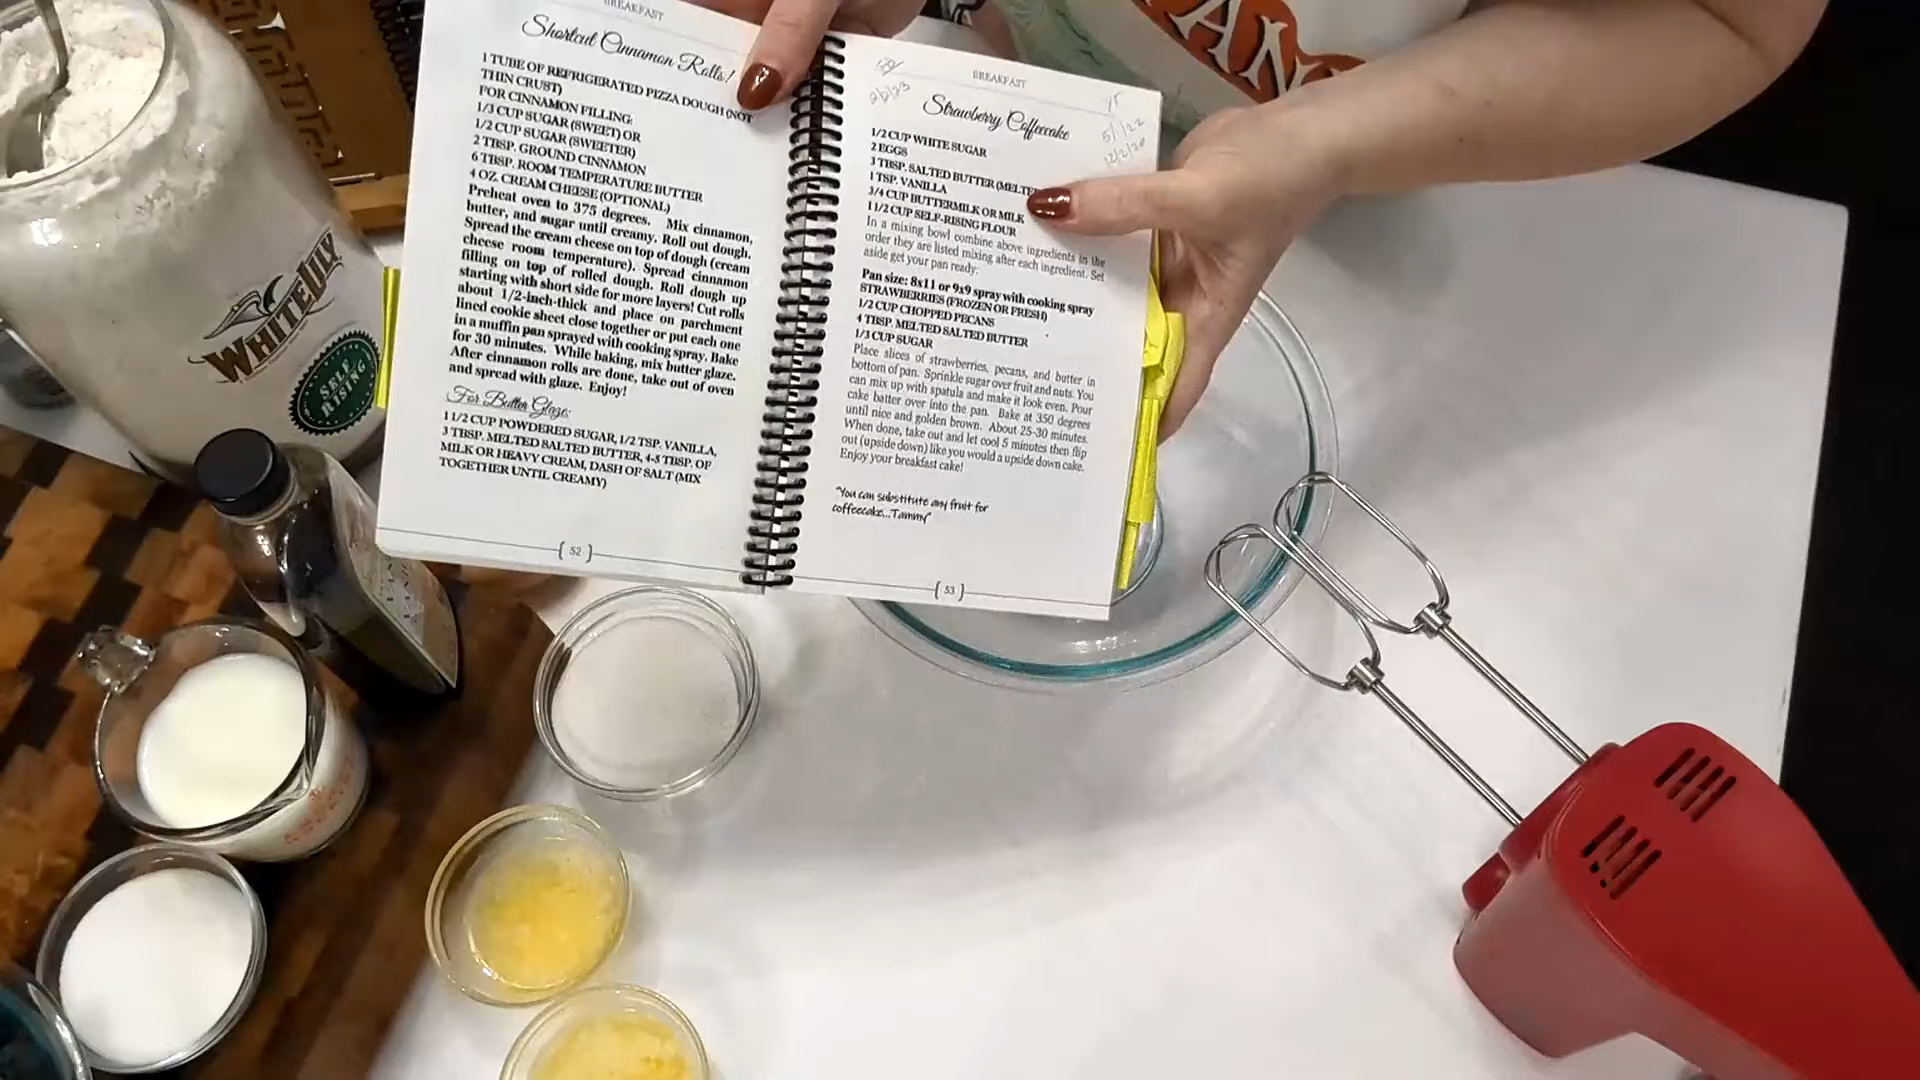 BREAKFAST
Shortcut Cinnamon Rolls!
1 TUBE OF REFRIGERATED PIZZA DOUGH (NOT
THIN CRUST)
FOR CINNAMON FILLING:
1/3 CUP SUGAR (SWEET) OR
1/2 CUP SUGAR (SWEETER)
2 TBSP. GROUND CINNAMON
6 TBSP. ROOM TEMPERATURE BUTTER
4 OZ. CREAM CHEESE (OPTIONAL)
Preheat oven to 375 degrees. Mix cinnamon,
butter, and sugar until creamy. Roll out dough.
Spread the cream cheese on top of dough (cream
cheese room temperature). Spread cinnamon
filling on top of rolled dough. Roll dough up
starting with short side for more layers! Cut rolls
about 1/2-inch-thick and place on parchment
lined cookie sheet close together or put each one
in a muffin pan sprayed with cooking spray. Bake
for 30 minutes. While baking, mix butter glaze.
After cinnamon rolls are done, take out of oven
and spread with glaze. Enjoy!
For Butter Glaze:
1 1/2 CUP POWDERED SUGAR, 1/2 TSP. VANILLA,
3 TBSP. MELTED SALTED BUTTER, 4-5 TBSP. OF
MILK OR HEAVY CREAM, DASH OF SALT (MIX
TOGETHER UNTIL CREAMY)
{ 52 }
BREAKFAST
2/2/23
5/1/22
12/2/20
Strawberry Coffeecake
1/2 CUP WHITE SUGAR
2 EGGS
3 TBSP. SALTED BUTTER
1 TSP. VANILLA
3/4 CUP BUTTERMILK OR MILK
1 1/2 CUP SELF-RISING FLOUR
In a mixing bowl combine above ingredients in the
order they are listed mixing after each ingredient. Set
aside get your pan ready:
Pan size: 8x11 or 9x9 spray with cooking spray
STRAWBERRIES (FROZEN OR FRESH)
1/2 CUP CHOPPED PECANS
4 TBSP. MELTED SALTED BUTTER
1/3 CUP SUGAR
Place slices of strawberries, pecans, and butter in
bottom of pan. Sprinkle sugar over fruit and nuts. You
can mix up with spatula and make it look even. Pour
cake batter over into the pan. Bake at 350 degrees
until nice and golden brown. About 25-30 minutes.
When done, take out and let cool 5 minutes then flip
out (upside down) like you would a upside down cake.
Enjoy your breakfast cake!
"You can substitute any fruit for
coffeecake...Tammy"
{ 53 }
WHITE LILY
SELF
RISING